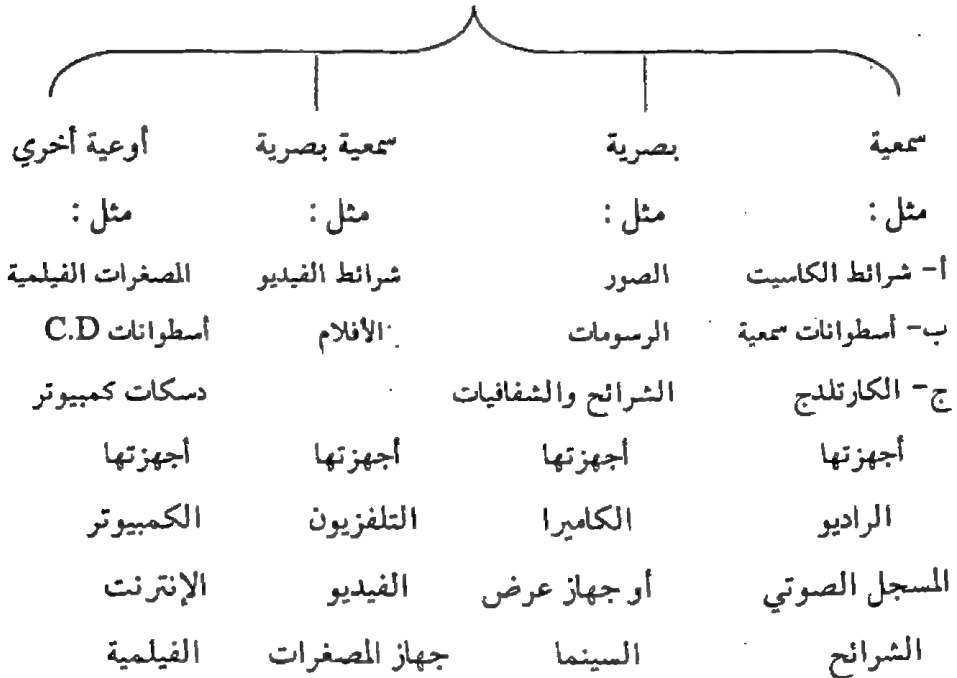 سمعية بصرية سمعية بصرية أوعية أخري
مثل : مثل : مثل : مثل :
أ- شرائط الكاسيت الصور شرائط الفيديو المصغرات الفيلمية
ب- أسطوانات سمعية الرسومات الأفلام أسطوانات C.D
ج- الكارتلدج الشرائح والشفافيات دسكات كمبيوتر
أجهزتها أجهزتها أجهزتها أجهزتها
الراديو الكاميرا التلفزيون الكمبيوتر
المسجل الصوتي أو جهاز عرض الفيديو الإنترنت
الشرائح السينما جهاز المصغرات الفيلمية